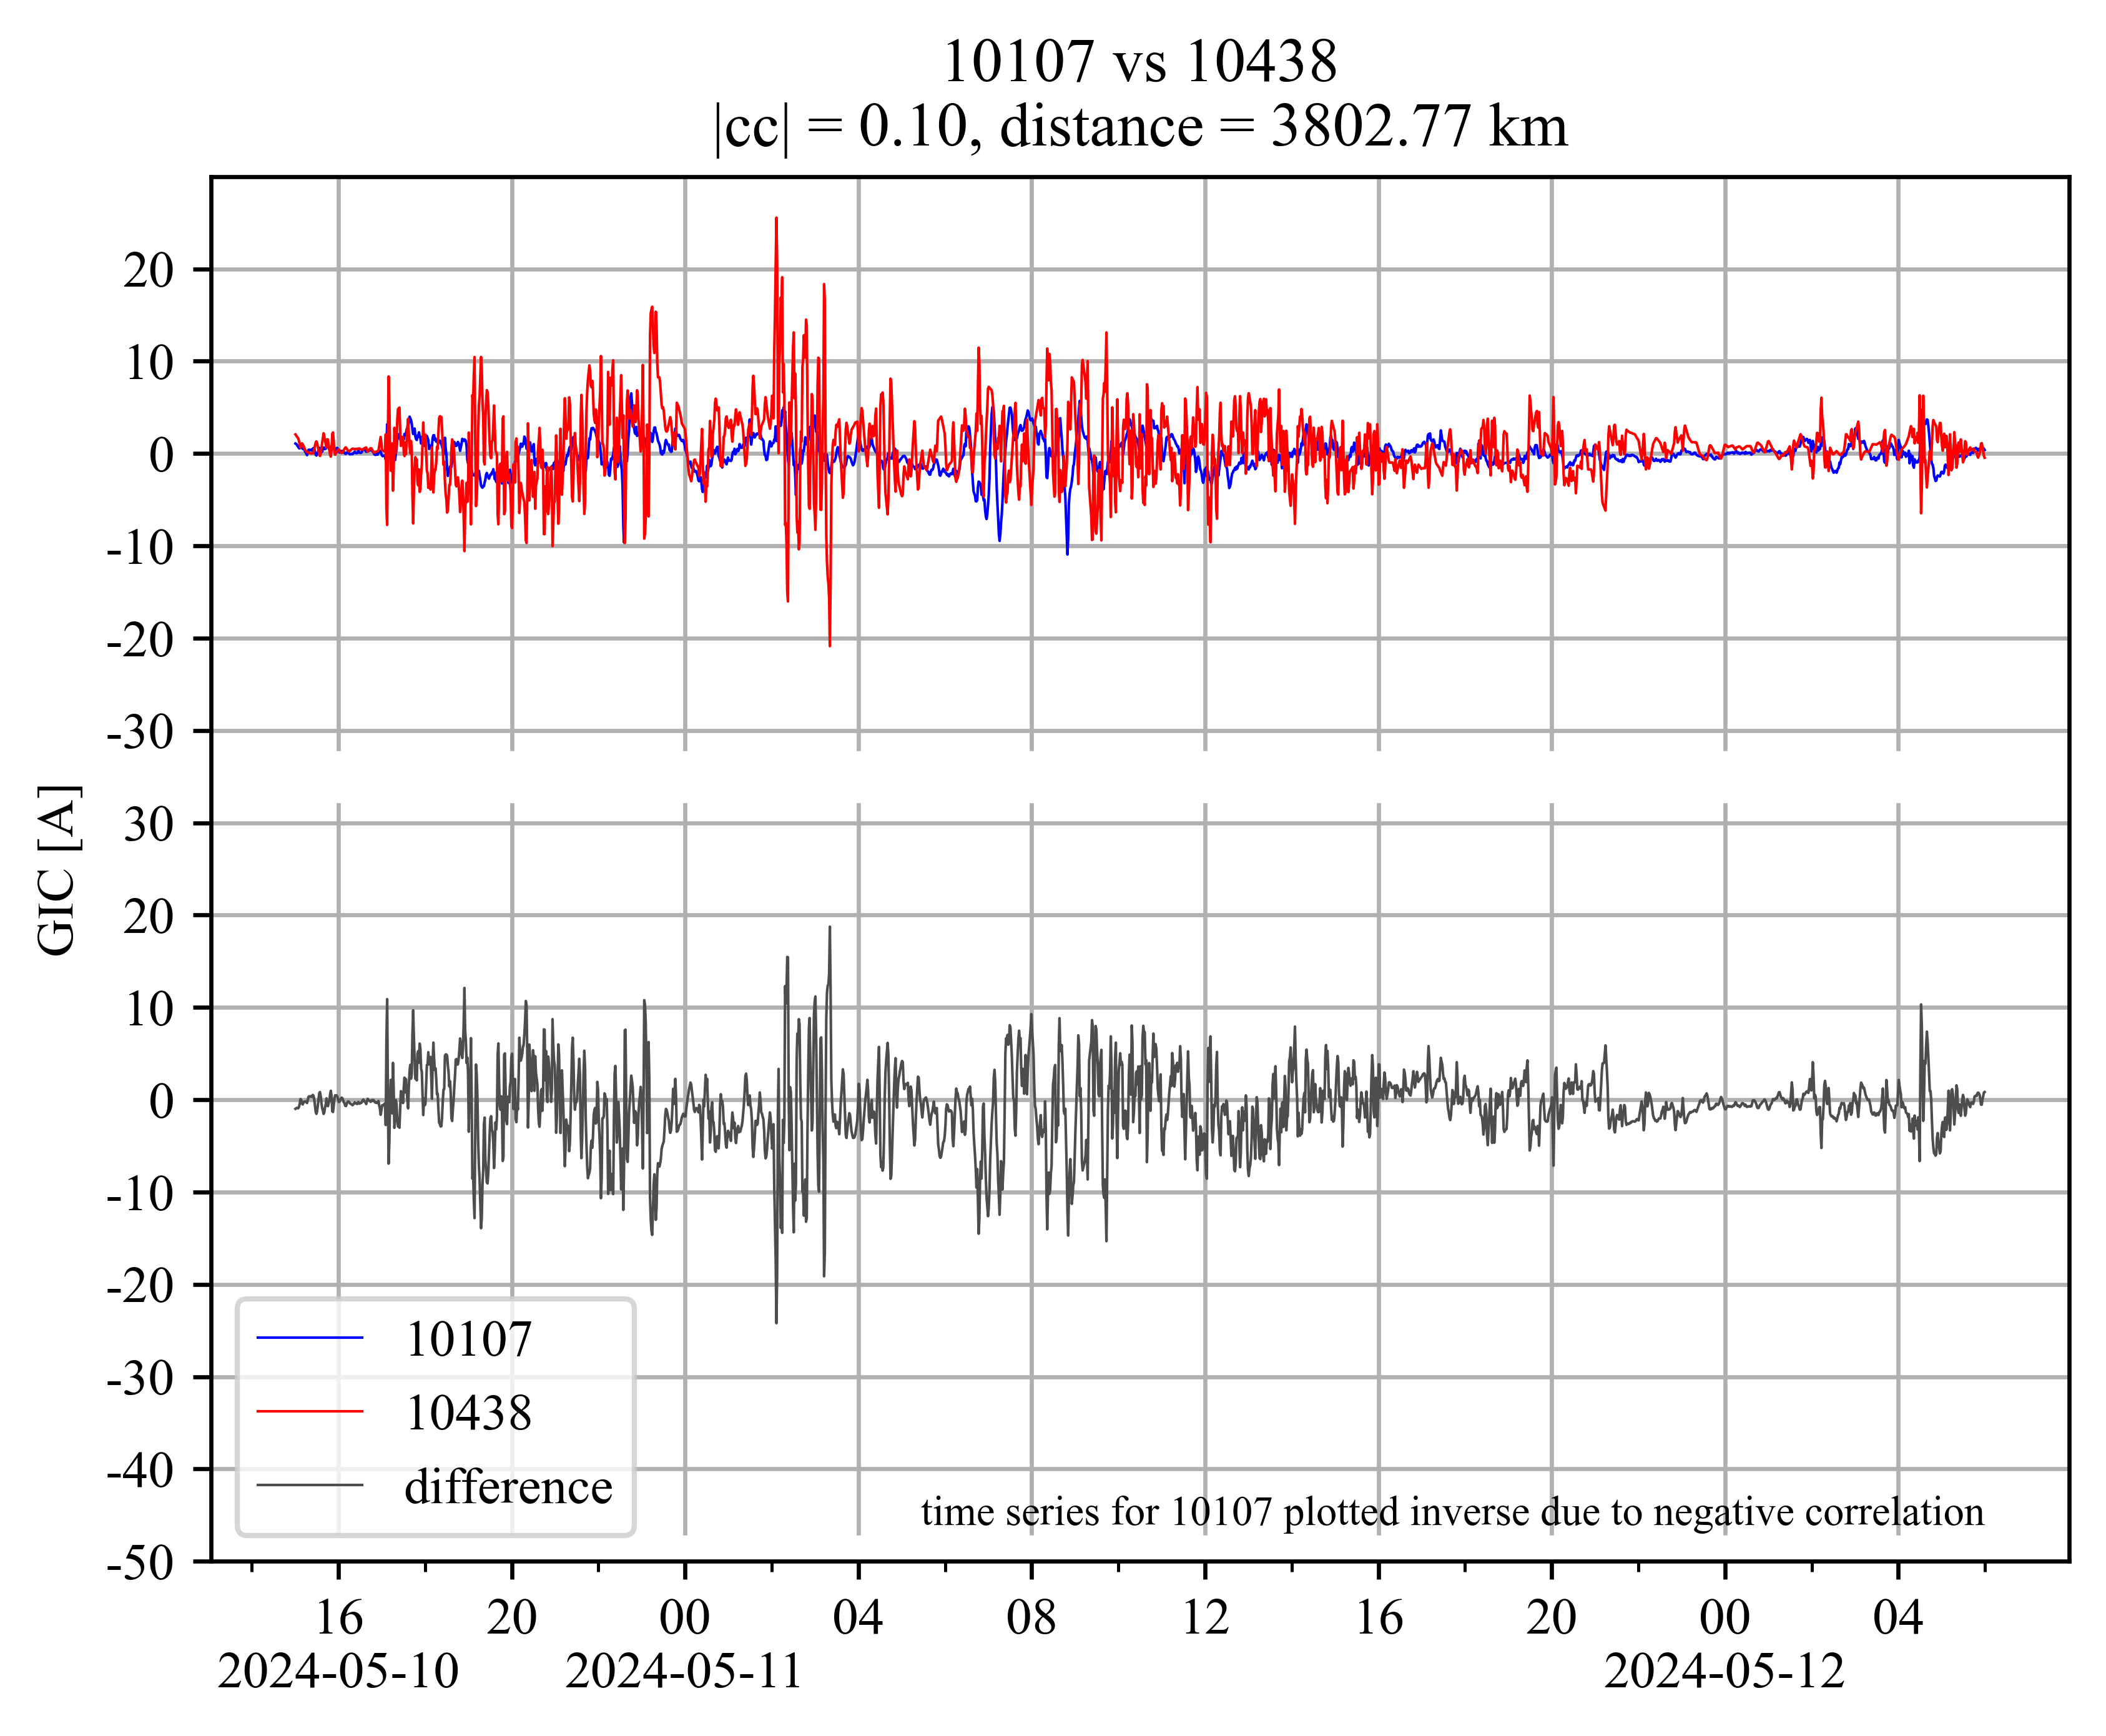 10107 vs 10438
|cc| = 0.10, distance = 3802.77 km
GIC [A]
20
10
0
-10
-20
-30
30
20
10
0
-10
-20
-30
-40
-50
10107
10438
difference
time series for 10107 plotted inverse due to negative correlation
16 20 00 04 08 12 16 20 00 04
2024-05-10 2024-05-11 2024-05-12